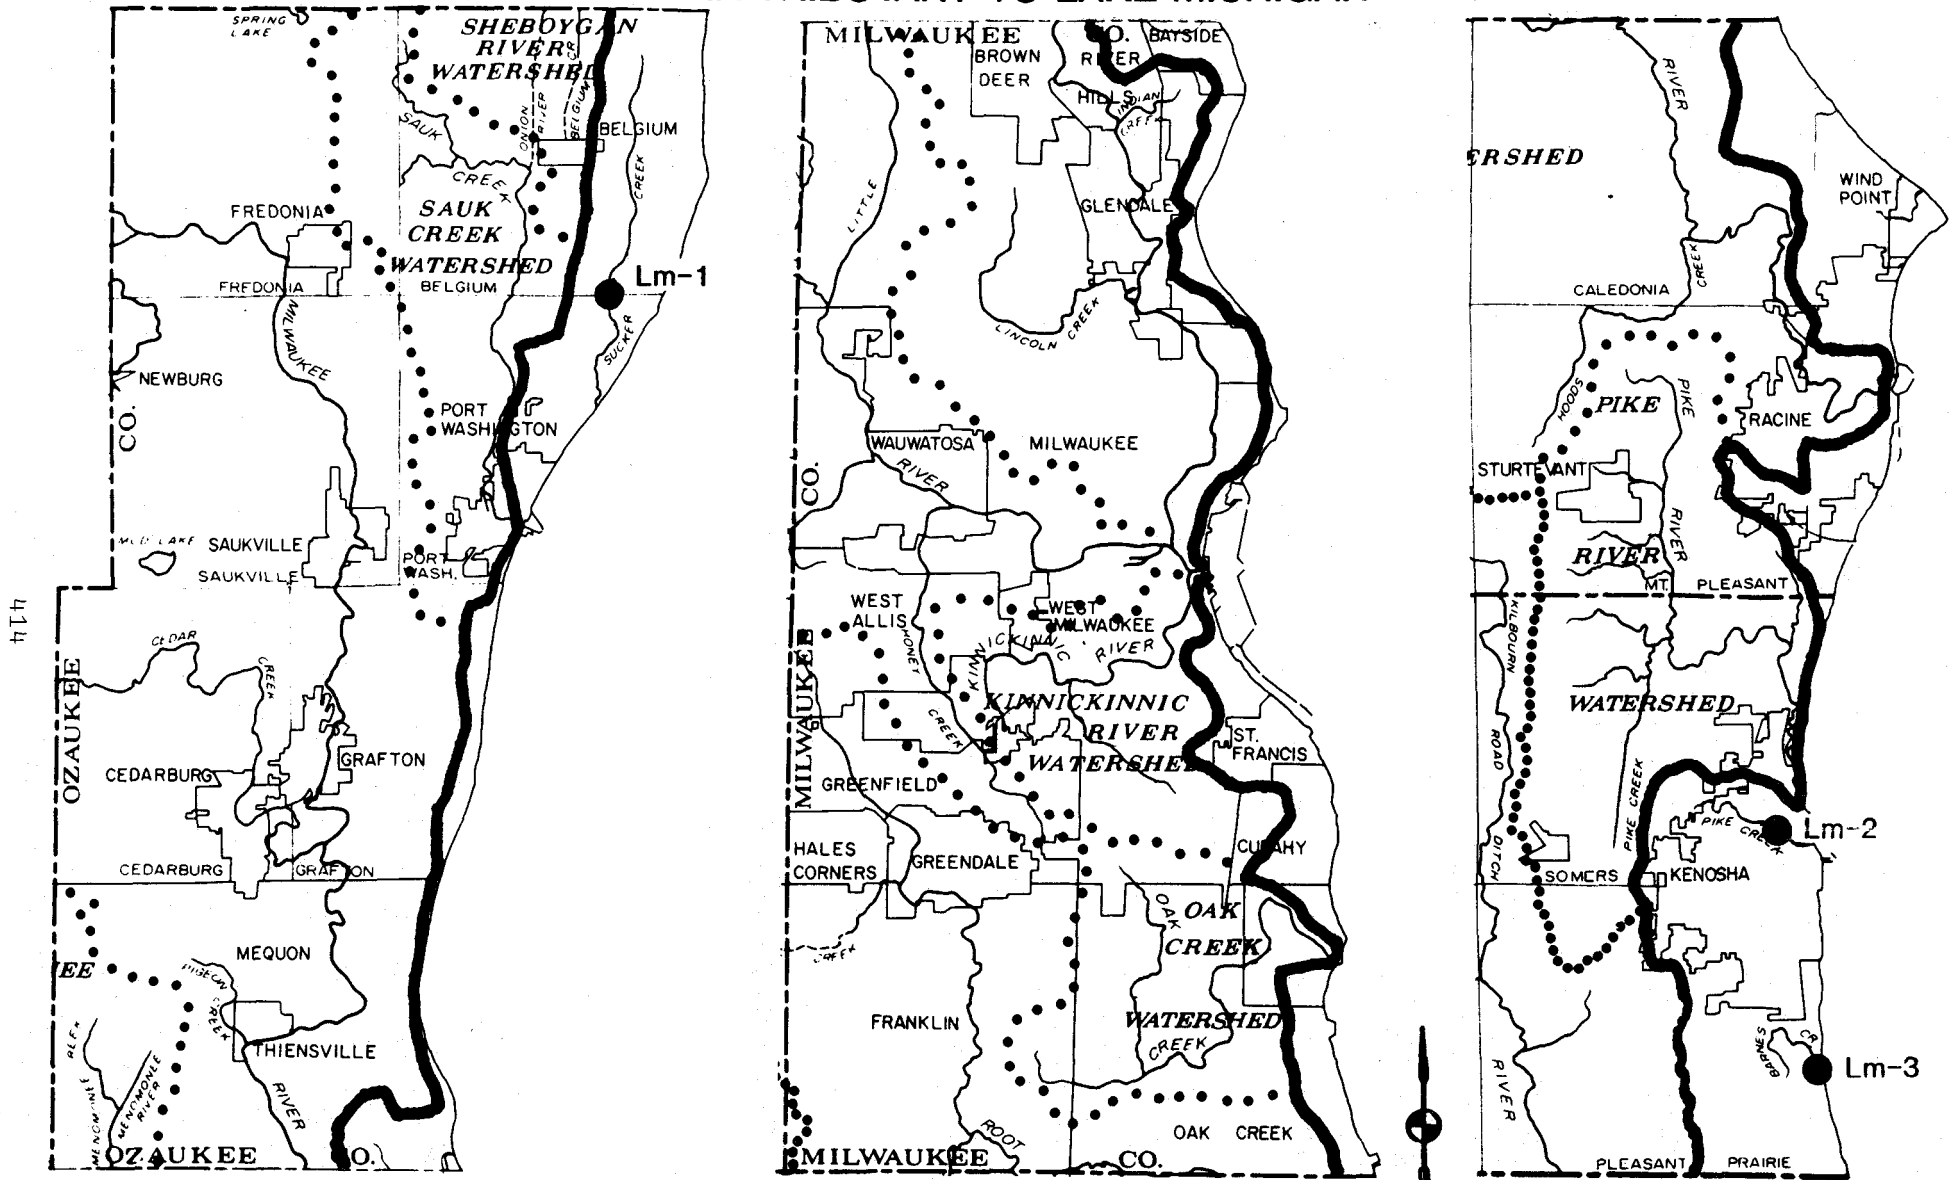 SPRING
LAKE
SHEBOYGAN
RIVER
WATERSHED
SAUK
CREEK
ONION
RIVER
BELGIUM
CR
BELGIUM
CREEK
SAUK
CREEK
WATERSHED
BELGIUM
FREDONIA
FREDONIA
MILWAUKEE
Lm-1
SUCKER
NEWBURG
CO.
PORT
WASHINGTON
MUD LAKE
SAUKVILLE
SAUKVILLE
PORT
WASH.
414
CEDAR
CREEK
OZAUKEE
CEDARBURG
GRAFTON
CEDARBURG
GRAFTON
MEQUON
PIGEON
CREEK
THIENSVILLE
MENOMONEE
RIVER
RIVER
OZAUKEE
CO.
MILWAUKEE
CO.
BROWN
DEER
RIVER
HILLS
BAYSIDE
INDIAN
CREEK
LITTLE
GLENDALE
LINCOLN CREEK
WAUWATOSA
MILWAUKEE
RIVER
CO.
WEST
ALLIS
HONEY
CREEK
WEST
MILWAUKEE
KINNICKINNIC
RIVER
KINNICKINNIC
RIVER
WATERSHED
ST.
FRANCIS
MILWAUKEE
GREENFIELD
HALES
CORNERS
GREENDALE
CUDAHY
OAK
OAK
CREEK
WATERSHED
CREEK
CREEK
FRANKLIN
OAK CREEK
ROOT
MILWAUKEE
CO.
RIVER
ERSHED
WIND
POINT
CREEK
CALEDONIA
HOODS
PIKE
PIKE
RACINE
STURTEVANT
RIVER
RIVER
MT. PLEASANT
KILBOURN
ROAD
DITCH
WATERSHED
PIKE CREEK
PIKE CREEK
Lm-2
SOMERS
KENOSHA
BARNES
CR
Lm-3
RIVER
PLEASANT PRAIRIE